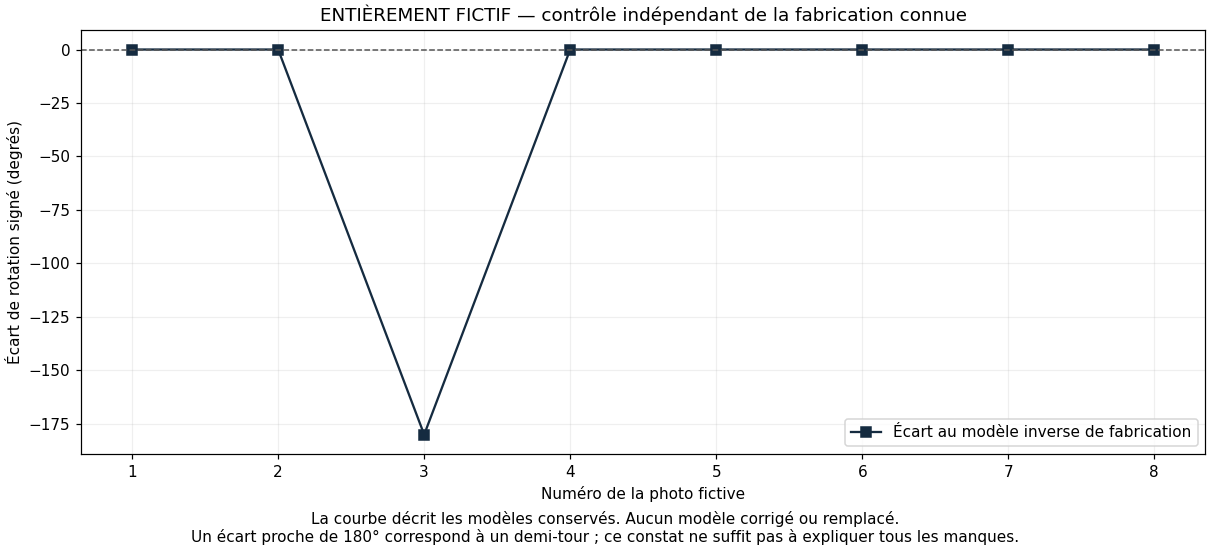 ENTIÈREMENT FICTIF — contrôle indépendant de la fabrication connue
Écart de rotation signé (degrés)
0
−25
−50
−75
−100
−125
−150
−175
Écart au modèle inverse de fabrication
1 2 3 4 5 6 7 8
Numéro de la photo fictive
La courbe décrit les modèles conservés. Aucun modèle corrigé ou remplacé.
Un écart proche de 180° correspond à un demi-tour ; ce constat ne suffit pas à expliquer tous les manques.